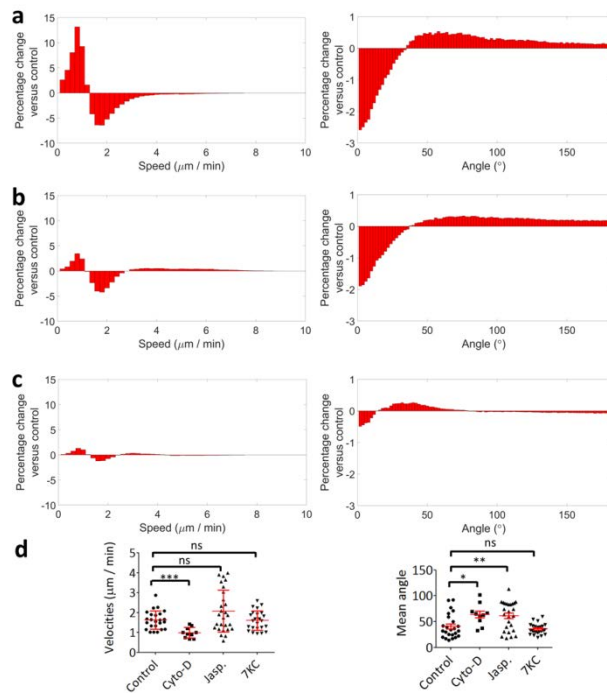 a
Percentage change
versus control
15
10
5
0
-5
-10
0 2 4 6 8 10
Speed (μm / min)
Percentage change
versus control
1
0
-1
-2
-3
0 50 100 150
Angle (°)
b
Percentage change
versus control
15
10
5
0
-5
-10
0 2 4 6 8 10
Speed (μm / min)
Percentage change
versus control
1
0
-1
-2
-3
0 50 100 150
Angle (°)
c
Percentage change
versus control
15
10
5
0
-5
-10
0 2 4 6 8 10
Speed (μm / min)
Percentage change
versus control
1
0
-1
-2
-3
0 50 100 150
Angle (°)
d
Velocities (μm / min)
ns
ns
***
5
4
3
2
1
0
Control Cyto-D Jasp. 7KC
Mean angle
ns
**
*
150
100
50
0
Control Cyto-D Jasp. 7KC